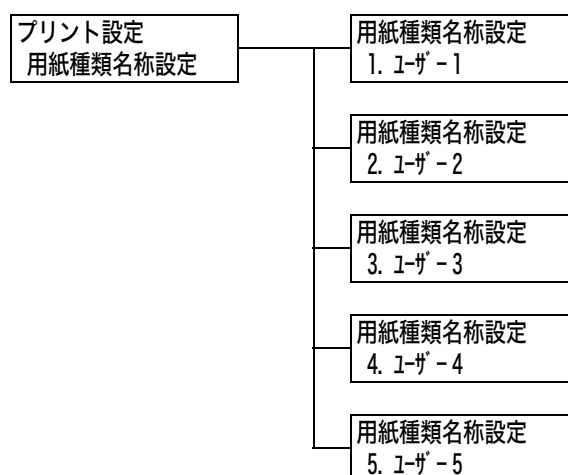 プリント設定
用紙種類名称設定
用紙種類名称設定
1. ﾕｰｻﾞｰ1
用紙種類名称設定
2. ﾕｰｻﾞｰ2
用紙種類名称設定
3. ﾕｰｻﾞｰ3
用紙種類名称設定
4. ﾕｰｻﾞｰ4
用紙種類名称設定
5. ﾕｰｻﾞｰ5